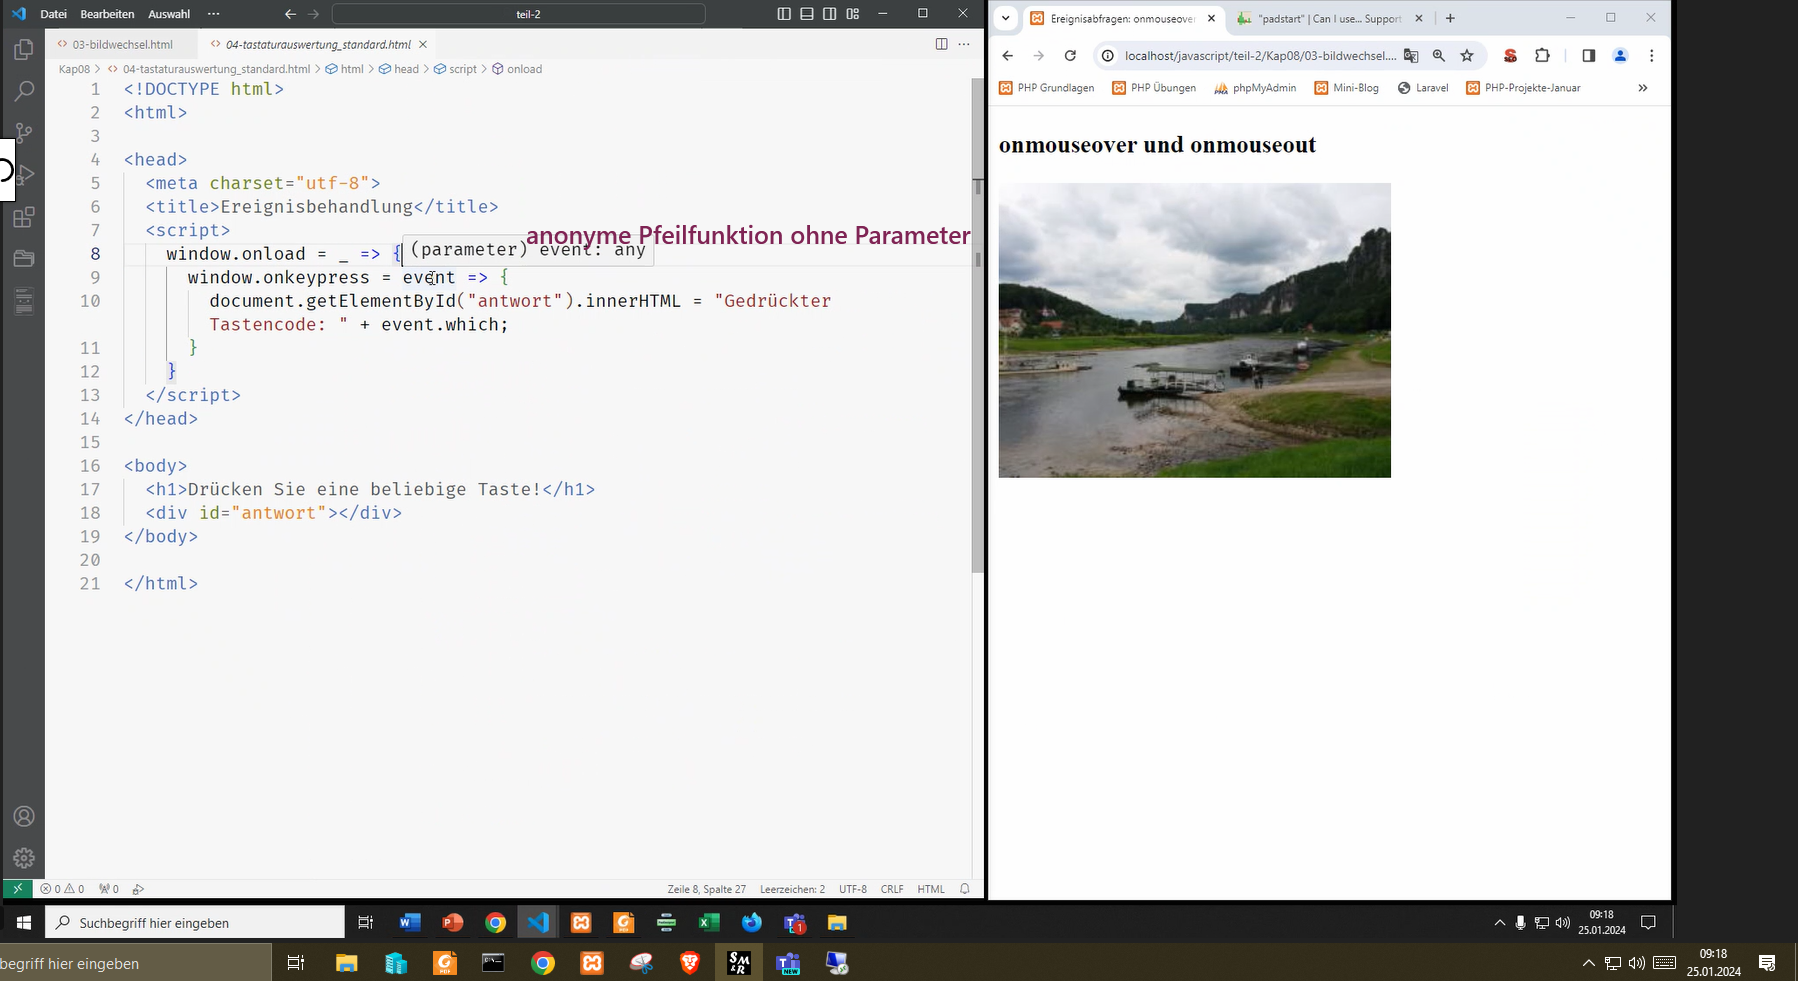 Datei Bearbeiten Auswahl ··· teil-2
03-bildwechsel.html 04-tastaturauswertung_standard.html
Kap08 > 04-tastaturauswertung_standard.html > html > head > script > onload
1 <!DOCTYPE html>
2 <html>
3
4 <head>
5 <meta charset="utf-8">
6 <title>Ereignisbehandlung</title>
7 <script>
anonyme Pfeilfunktion ohne Parameter
8 window.onload = _ => {
(parameter) event: any
9 window.onkeypress = event => {
10 document.getElementById("antwort").innerHTML = "Gedrückter
Tastencode: " + event.which;
11 }
12 }
13 </script>
14 </head>
15
16 <body>
17 <h1>Drücken Sie eine beliebige Taste!</h1>
18 <div id="antwort"></div>
19 </body>
20
21 </html>
0 0 0 Zeile 8, Spalte 27 Leerzeichen: 2 UTF-8 CRLF HTML
Ereignisabfragen: onmouseover "padstart" | Can I use... Support
localhost/javascript/teil-2/Kap08/03-bildwechsel....
PHP Grundlagen PHP Übungen phpMyAdmin Mini-Blog Laravel PHP-Projekte-Januar »
onmouseover und onmouseout
Suchbegriff hier eingeben
1
09:18
25.01.2024
begriff hier eingeben
PDF
SM
&R
NEW
09:18
25.01.2024